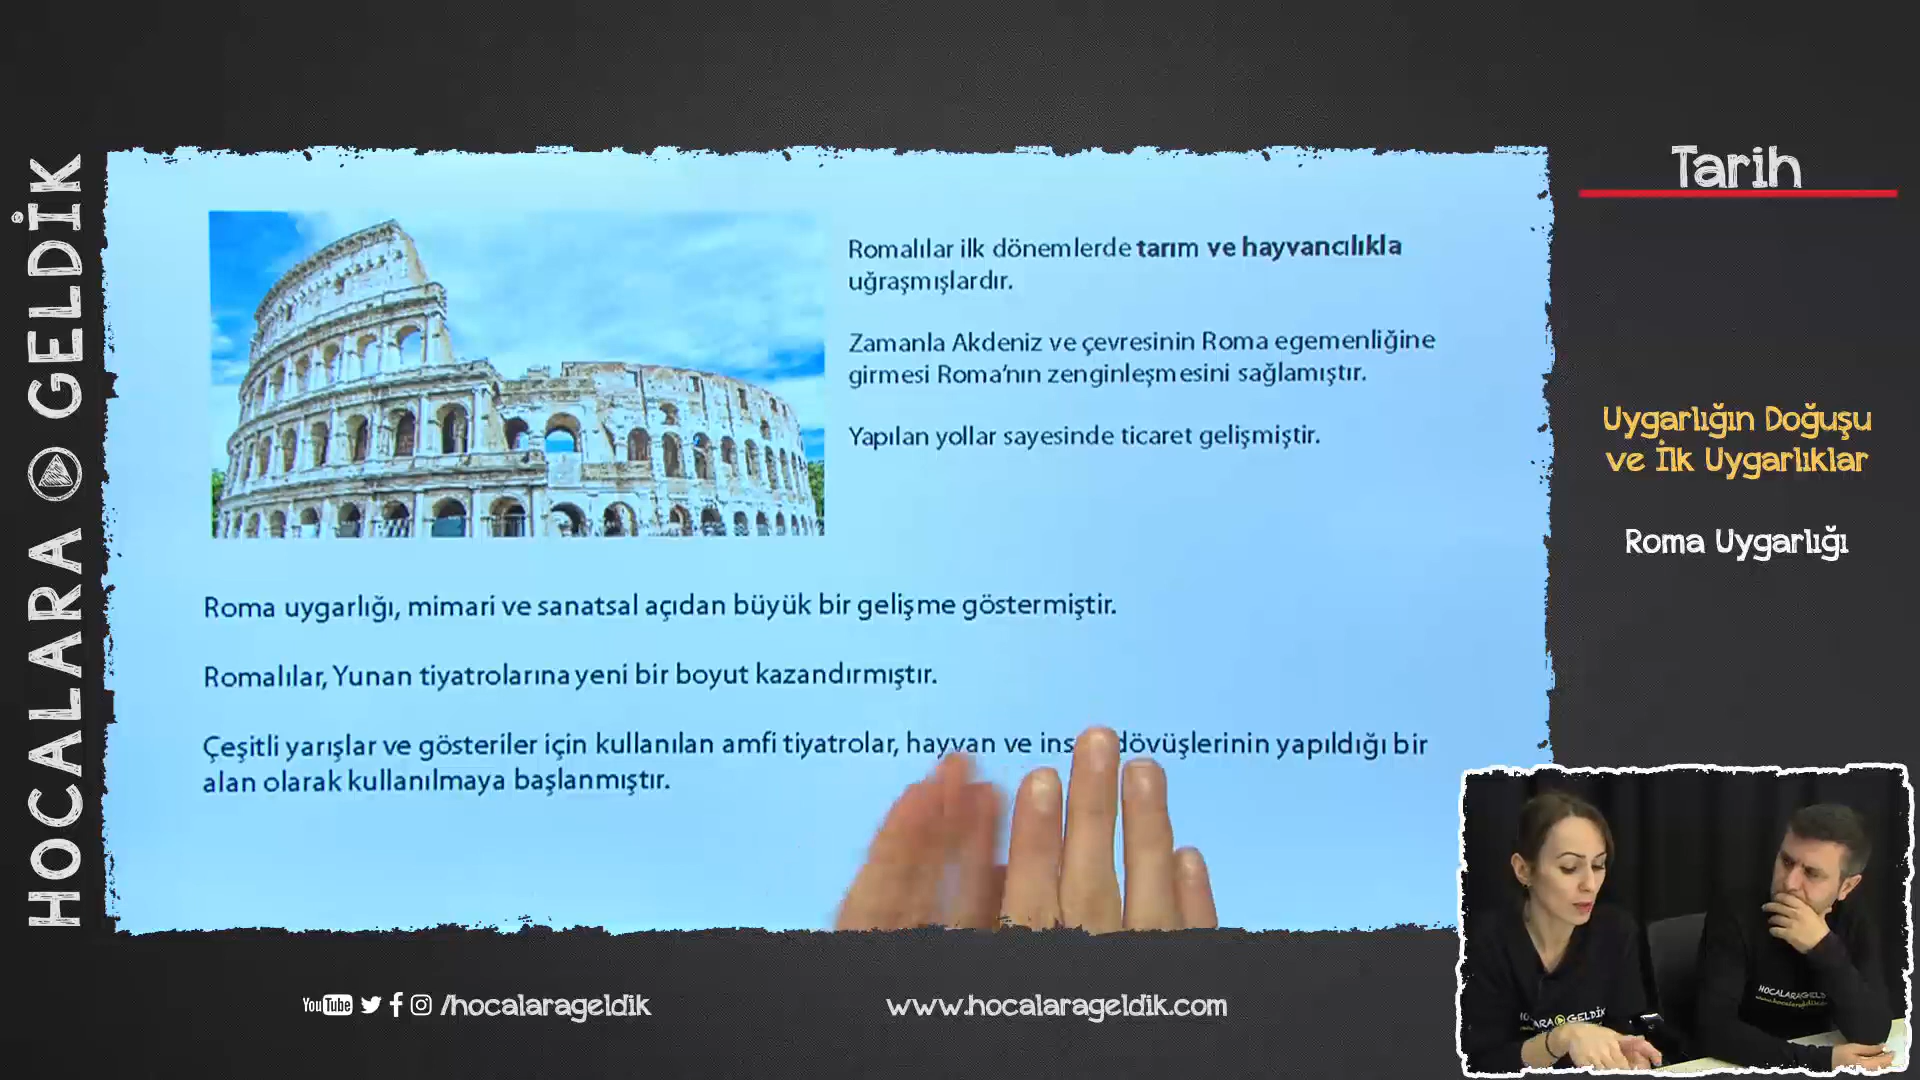 HOCALARA GELDİK
Tarih
Romalılar ilk dönemlerde tarım ve hayvancılıkla
uğraşmışlardır.
Zamanla Akdeniz ve çevresinin Roma egemenliğine
girmesi Roma'nın zenginleşmesini sağlamıştır.
Yapılan yollar sayesinde ticaret gelişmiştir.
Uygarlığın Doğuşu
ve İlk Uygarlıklar
Roma Uygarlığı
Roma uygarlığı, mimari ve sanatsal açıdan büyük bir gelişme göstermiştir.
Romalılar, Yunan tiyatrolarına yeni bir boyut kazandırmıştır.
Çeşitli yarışlar ve gösteriler için kullanılan amfi tiyatrolar, hayvan ve dövüşlerinin yapıldığı bir
alan olarak kullanılmaya başlanmıştır.
YouTube /hocalarageldik
www.hocalarageldik.com